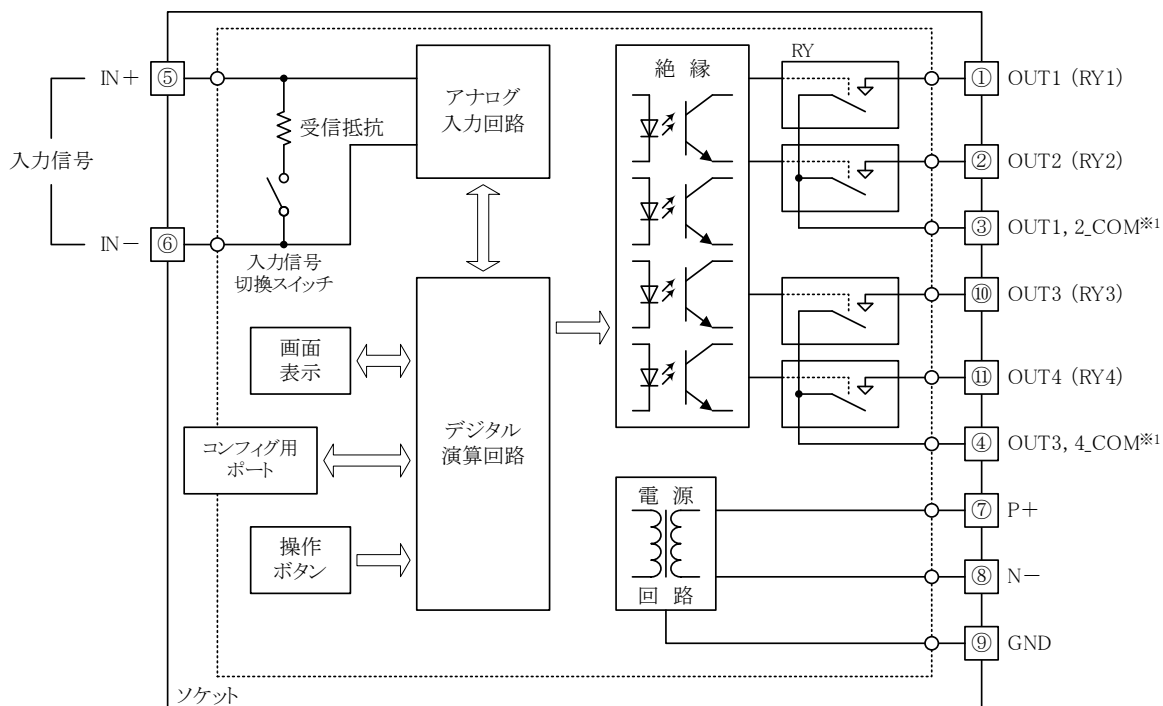 IN+
⑤
入力信号
IN−
⑥
受信抵抗
入力信号
切換スイッチ
アナログ
入力回路
デジタル
演算回路
画面
表示
コンフィグ用
ポート
操作
ボタン
ソケット
絶 縁
RY
電 源
回 路
① OUT1 (RY1)
② OUT2 (RY2)
③ OUT1, 2_COM※1
⑩ OUT3 (RY3)
⑪ OUT4 (RY4)
④ OUT3, 4_COM※1
⑦ P+
⑧ N−
⑨ GND